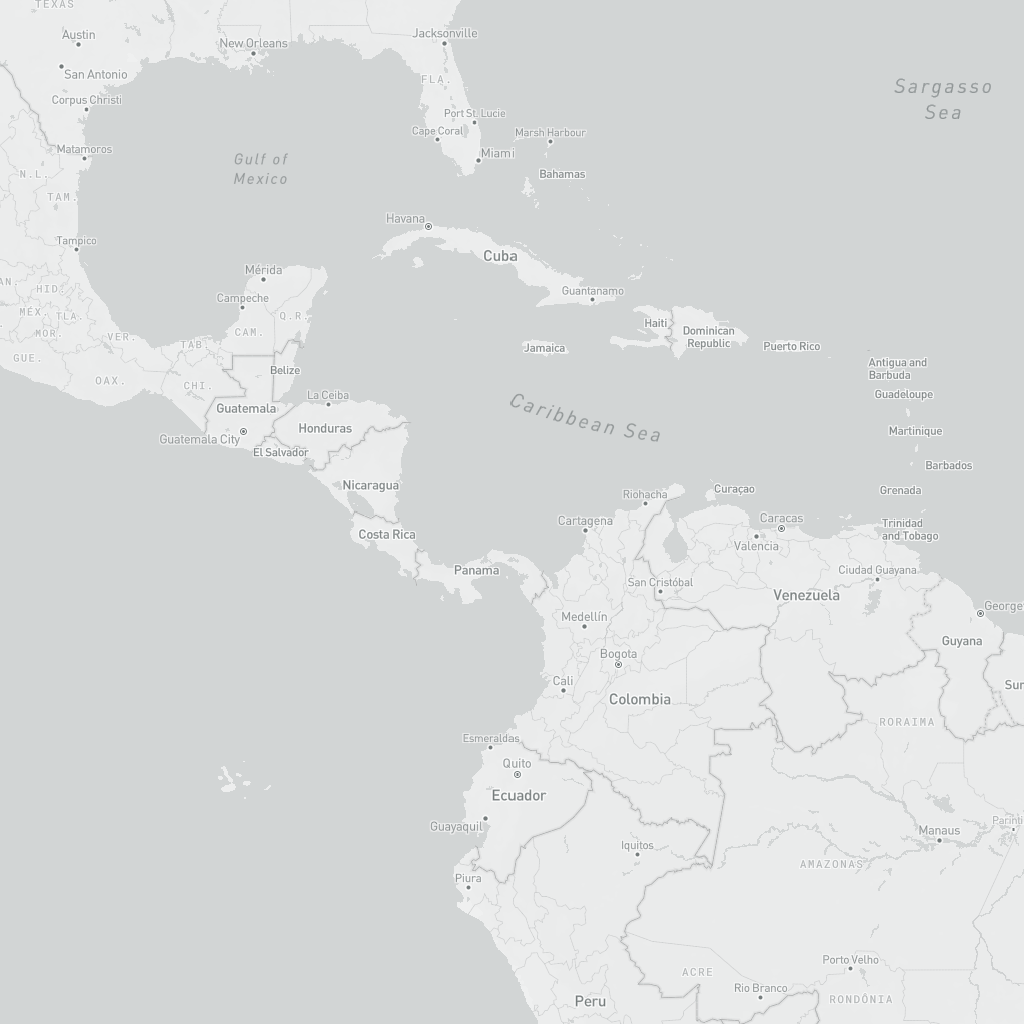 TEXAS
Austin
San Antonio
Corpus Christi
New Orleans
Jacksonville
FLA.
Port St. Lucie
Cape Coral
Miami
Marsh Harbour
Bahamas
Sargasso
Sea
Matamoros
N.L.
TAM.
Gulf of
Mexico
Tampico
Havana
Cuba
Guantanamo
AN
HID.
MÉX.
TLA.
MOR.
GUE.
VER.
OAX.
TAB.
CHI.
Mérida
Campeche
Q.R.
CAM.
Haiti
Dominican
Republic
Jamaica
Puerto Rico
Antigua and
Barbuda
Guadeloupe
Martinique
Barbados
Grenada
Belize
La Ceiba
Guatemala
Guatemala City
Honduras
El Salvador
Nicaragua
Caribbean Sea
Costa Rica
Panama
Riohacha
Curaçao
Cartagena
Caracas
Valencia
Trinidad
and Tobago
San Cristóbal
Ciudad Guayana
Venezuela
George
Guyana
Sur
Medellín
Bogota
Cali
Colombia
RORAIMA
Esmeraldas
Quito
Ecuador
Guayaquil
Iquitos
Piura
Manaus
Parinti
AMAZONAS
ACRE
Porto Velho
Rio Branco
RONDÔNIA
Peru